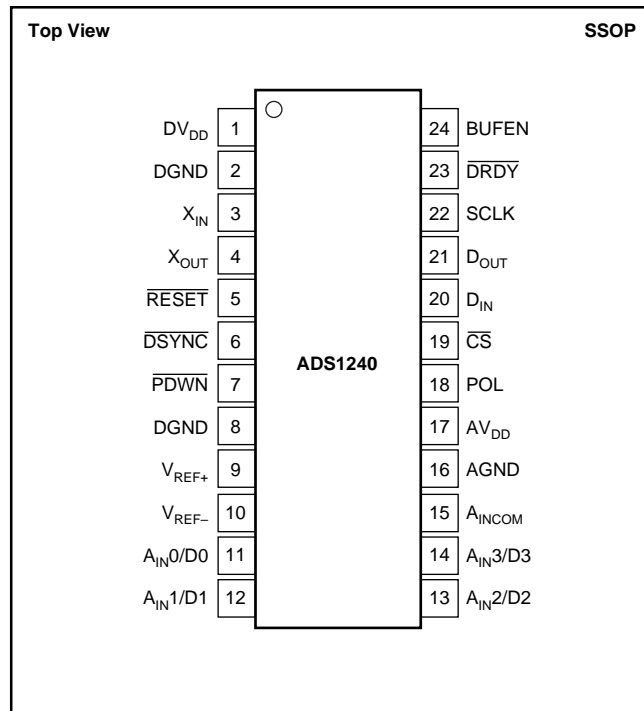 Top View SSOP
DV_DD 1 24 BUFEN
DGND 2 23 DRDY
X_IN 3 22 SCLK
X_OUT 4 21 D_OUT
RESET 5 20 D_IN
DSYNC 6 19 CS
ADS1240
PDWN 7 18 POL
DGND 8 17 AV_DD
V_REF+ 9 16 AGND
V_REF– 10 15 A_INCOM
A_IN0/D0 11 14 A_IN3/D3
A_IN1/D1 12 13 A_IN2/D2